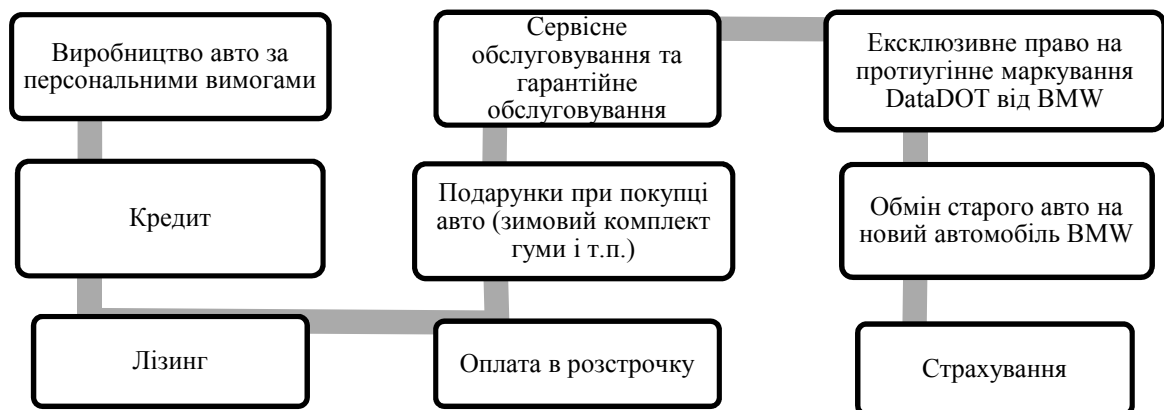 Виробництво авто за
персональними вимогами
Кредит
Лізинг
Оплата в розстрочку
Подарунки при покупці
авто (зимовий комплект
гуми і т.п.)
Сервісне
обслуговування та
гарантійне
обслуговування
Ексклюзивне право на
протиугінне маркування
DataDOT від BMW
Обмін старого авто на
новий автомобіль BMW
Страхування